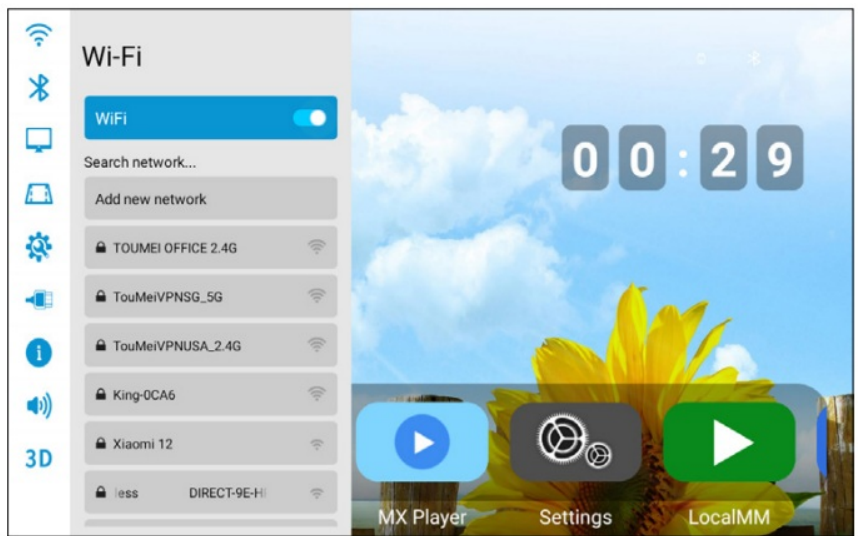 Wi-Fi
WiFi
Search network...
Add new network
TOUMEI OFFICE 2.4G
TouMeiVPNSG_5G
TouMeiVPNUSA_2.4G
King-0CA6
Xiaomi 12
less DIRECT-9E-H
3D
00:29
MX Player
Settings
LocalMM